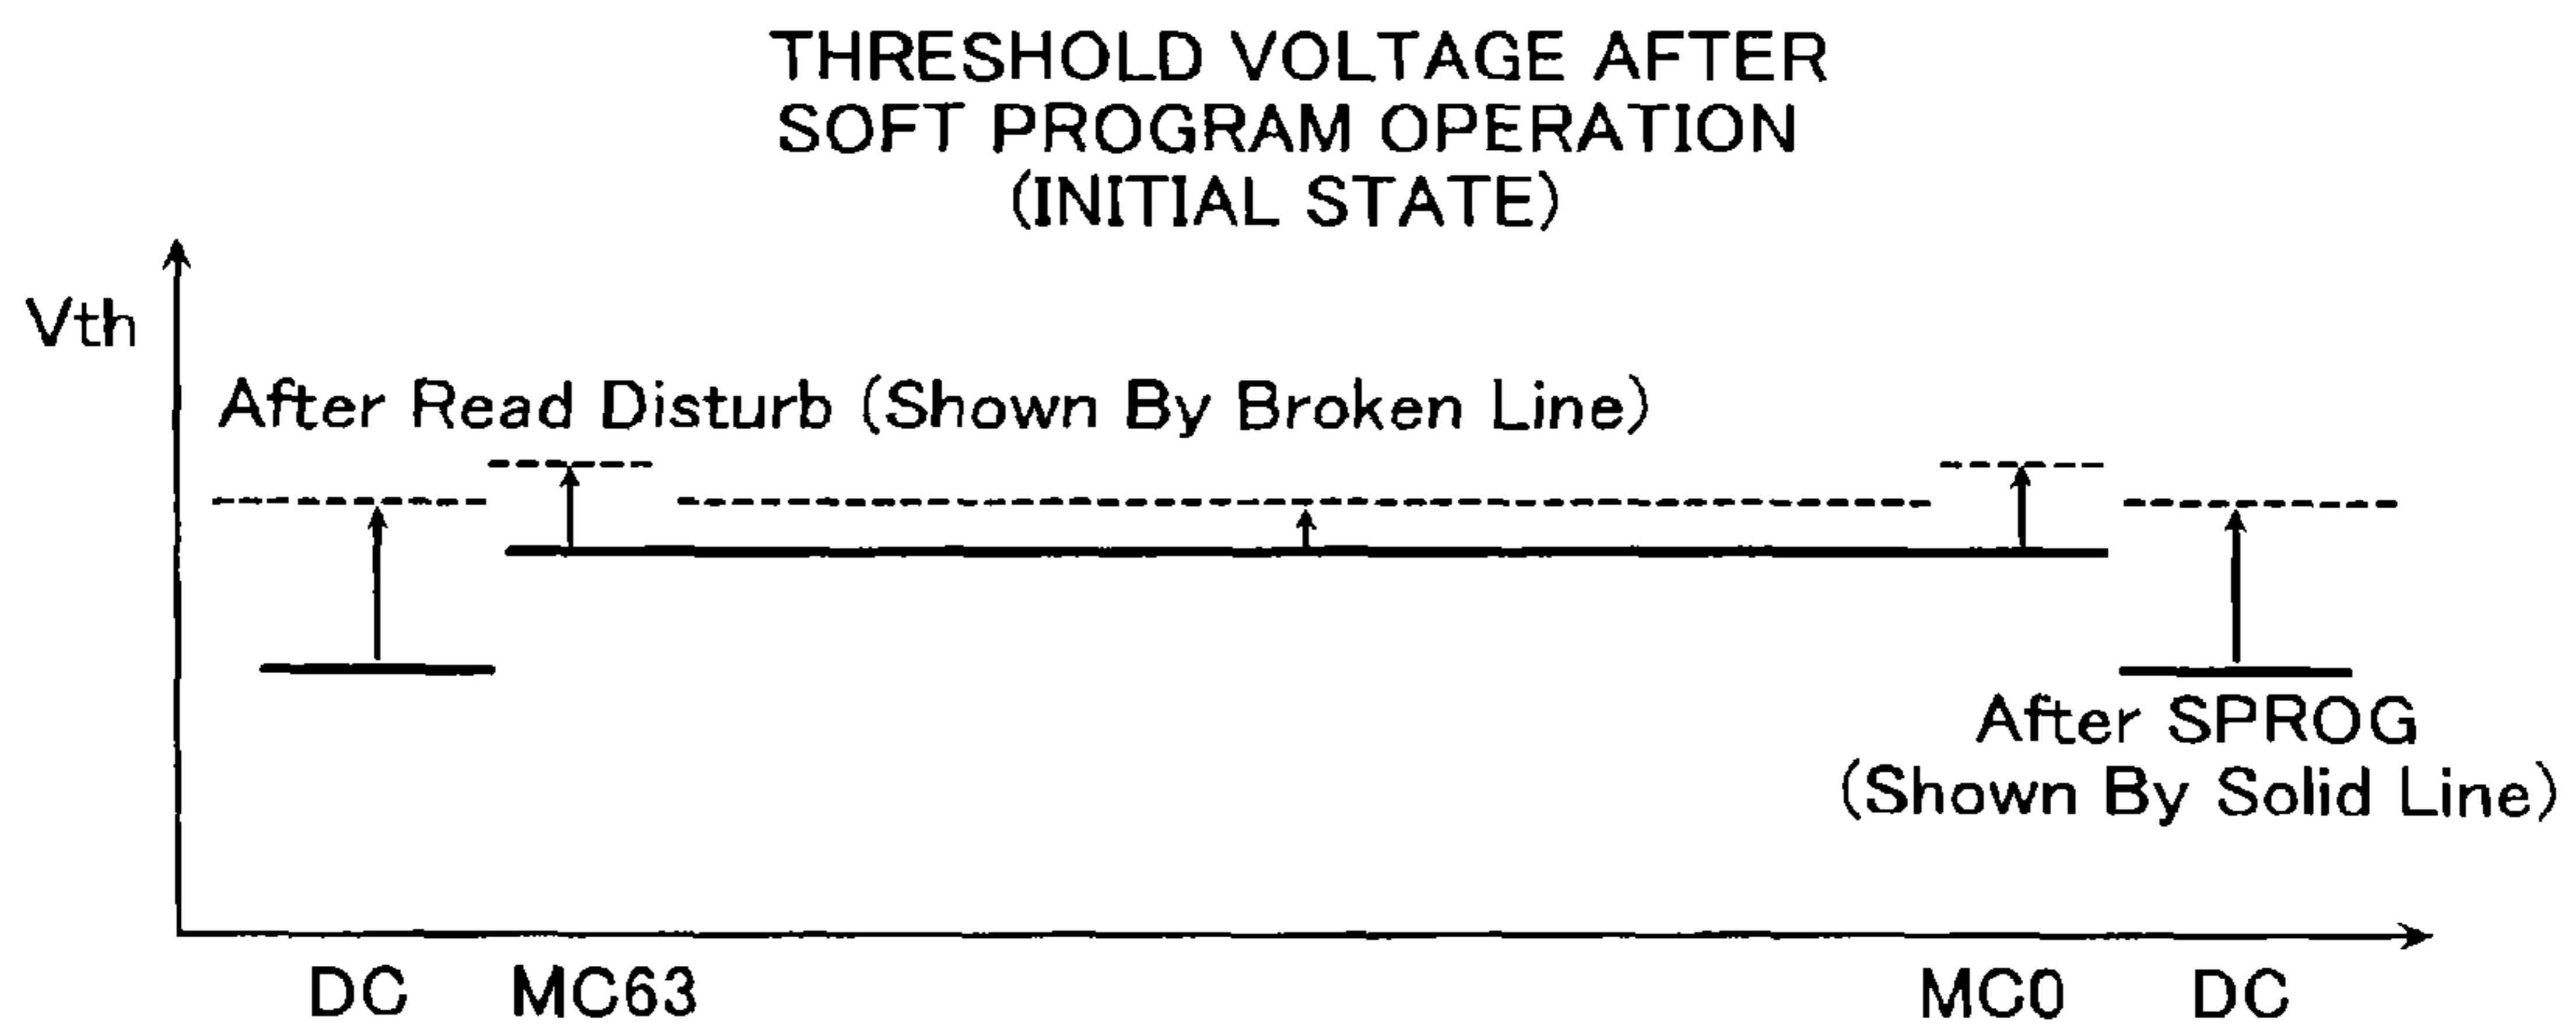 THRESHOLD VOLTAGE AFTER
SOFT PROGRAM OPERATION
(INITIAL STATE)
Vth
After Read Disturb (Shown By Broken Line)
After SPROG
(Shown By Solid Line)
DC MC63 MC0 DC